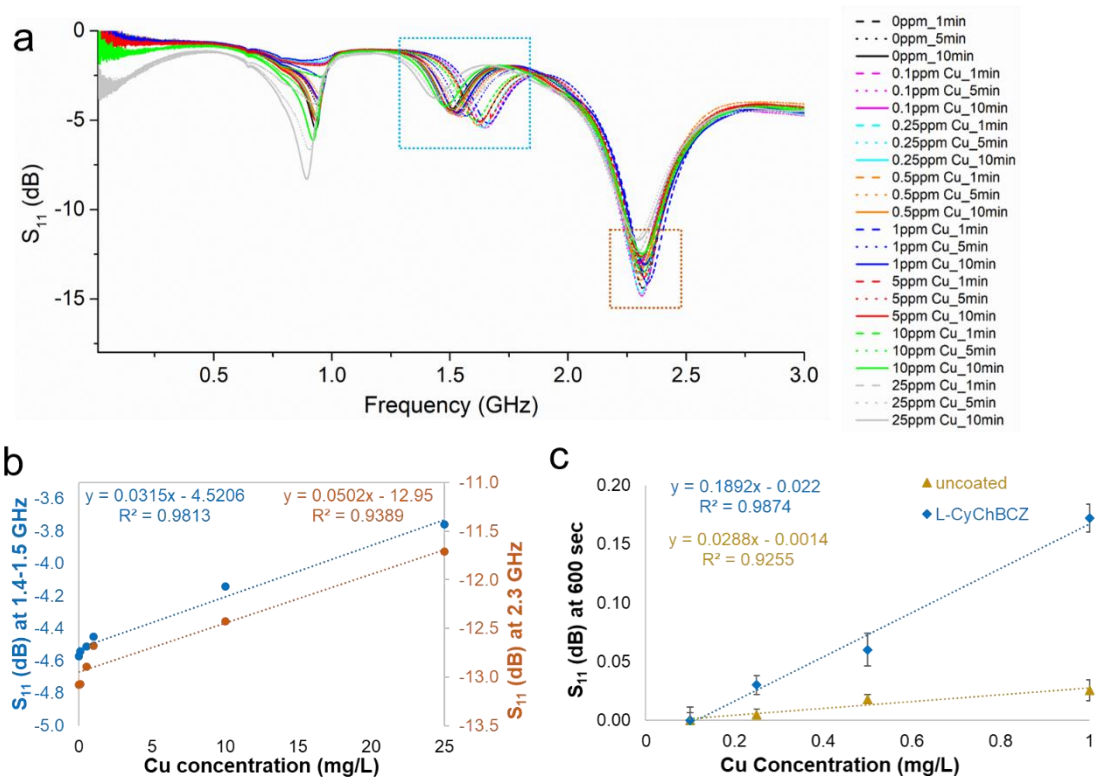 a
0
-5
-10
-15
S₁₁ (dB)
0.5 1.0 1.5 2.0 2.5 3.0
Frequency (GHz)
0ppm_1min
0ppm_5min
0ppm_10min
0.1ppm Cu_1min
0.1ppm Cu_5min
0.1ppm Cu_10min
0.25ppm Cu_1min
0.25ppm Cu_5min
0.25ppm Cu_10min
0.5ppm Cu_1min
0.5ppm Cu_5min
0.5ppm Cu_10min
1ppm Cu_1min
1ppm Cu_5min
1ppm Cu_10min
5ppm Cu_1min
5ppm Cu_5min
5ppm Cu_10min
10ppm Cu_1min
10ppm Cu_5min
10ppm Cu_10min
25ppm Cu_1min
25ppm Cu_5min
25ppm Cu_10min
b
S₁₁ (dB) at 1.4-1.5 GHz
-3.6
-3.8
-4.0
-4.2
-4.4
-4.6
-4.8
-5.0
y = 0.0315x - 4.5206
R² = 0.9813
y = 0.0502x - 12.95
R² = 0.9389
-11.0
-11.5
-12.0
-12.5
-13.0
-13.5
S₁₁ (dB) at 2.3 GHz
0 5 10 15 20 25
Cu concentration (mg/L)
c
uncoated
L-CyChBCZ
y = 0.1892x - 0.022
R² = 0.9874
y = 0.0288x - 0.0014
R² = 0.9255
S₁₁ (dB) at 600 sec
0.20
0.15
0.10
0.05
0.00
0 0.2 0.4 0.6 0.8 1
Cu Concentration (mg/L)